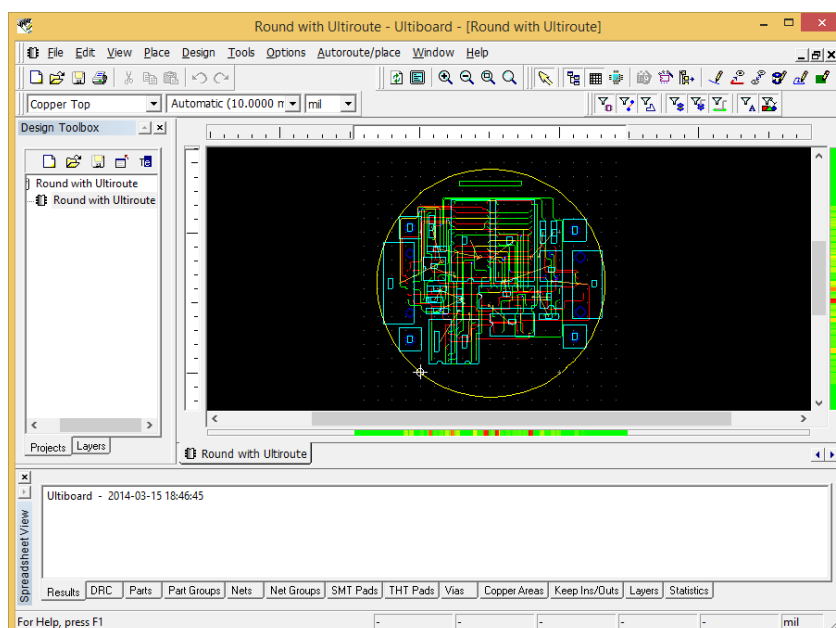 Round with Ultiroute - Ultiboard - [Round with Ultiroute]
File Edit View Place Design Tools Options Autoroute/place Window Help
Copper Top Automatic (10.0000 mil
Design Toolbox
Round with Ultiroute
Round with Ultiroute
Projects Layers
Round with Ultiroute
Ultiboard - 2014-03-15 18:46:45
Spreadsheet View
Results DRC Parts Part Groups Nets Net Groups SMT Pads THT Pads Vias Copper Areas Keep Ins/Outs Layers Statistics
For Help, press F1 - - - - - mil